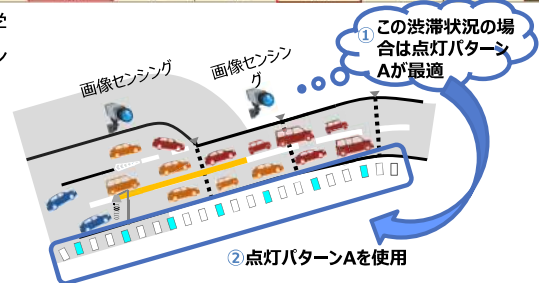 学
ン
画像センシング
画像センシン
グ
① この渋滞状況の場
合は点灯パターン
Aが最適
②点灯パターンAを使用